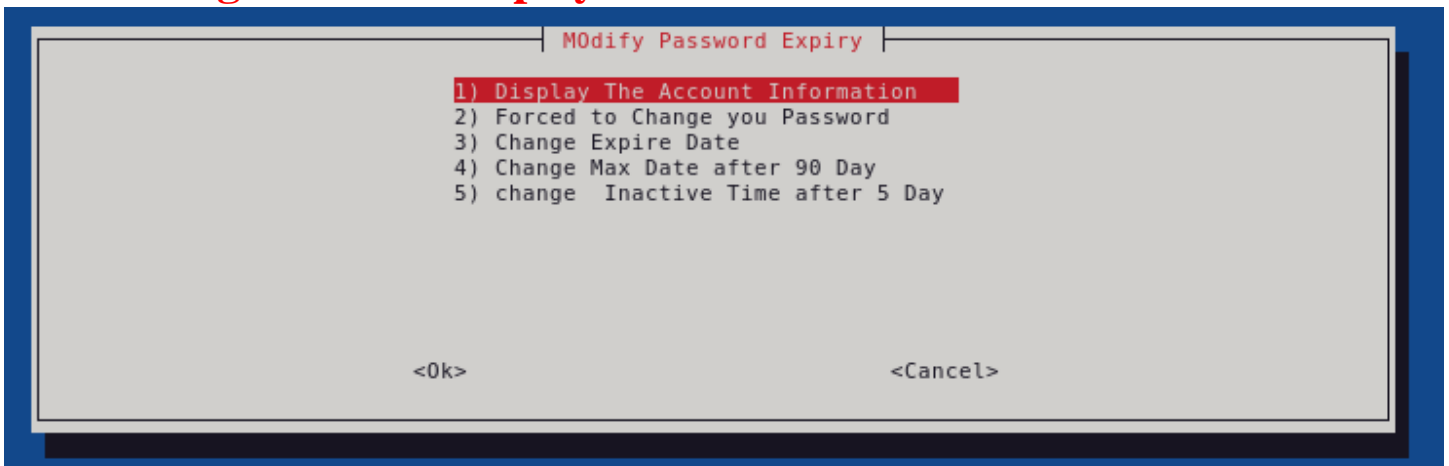 MOdify Password Expiry
1) Display The Account Information
2) Forced to Change you Password
3) Change Expire Date
4) Change Max Date after 90 Day
5) change  Inactive Time after 5 Day
<Ok> <Cancel>